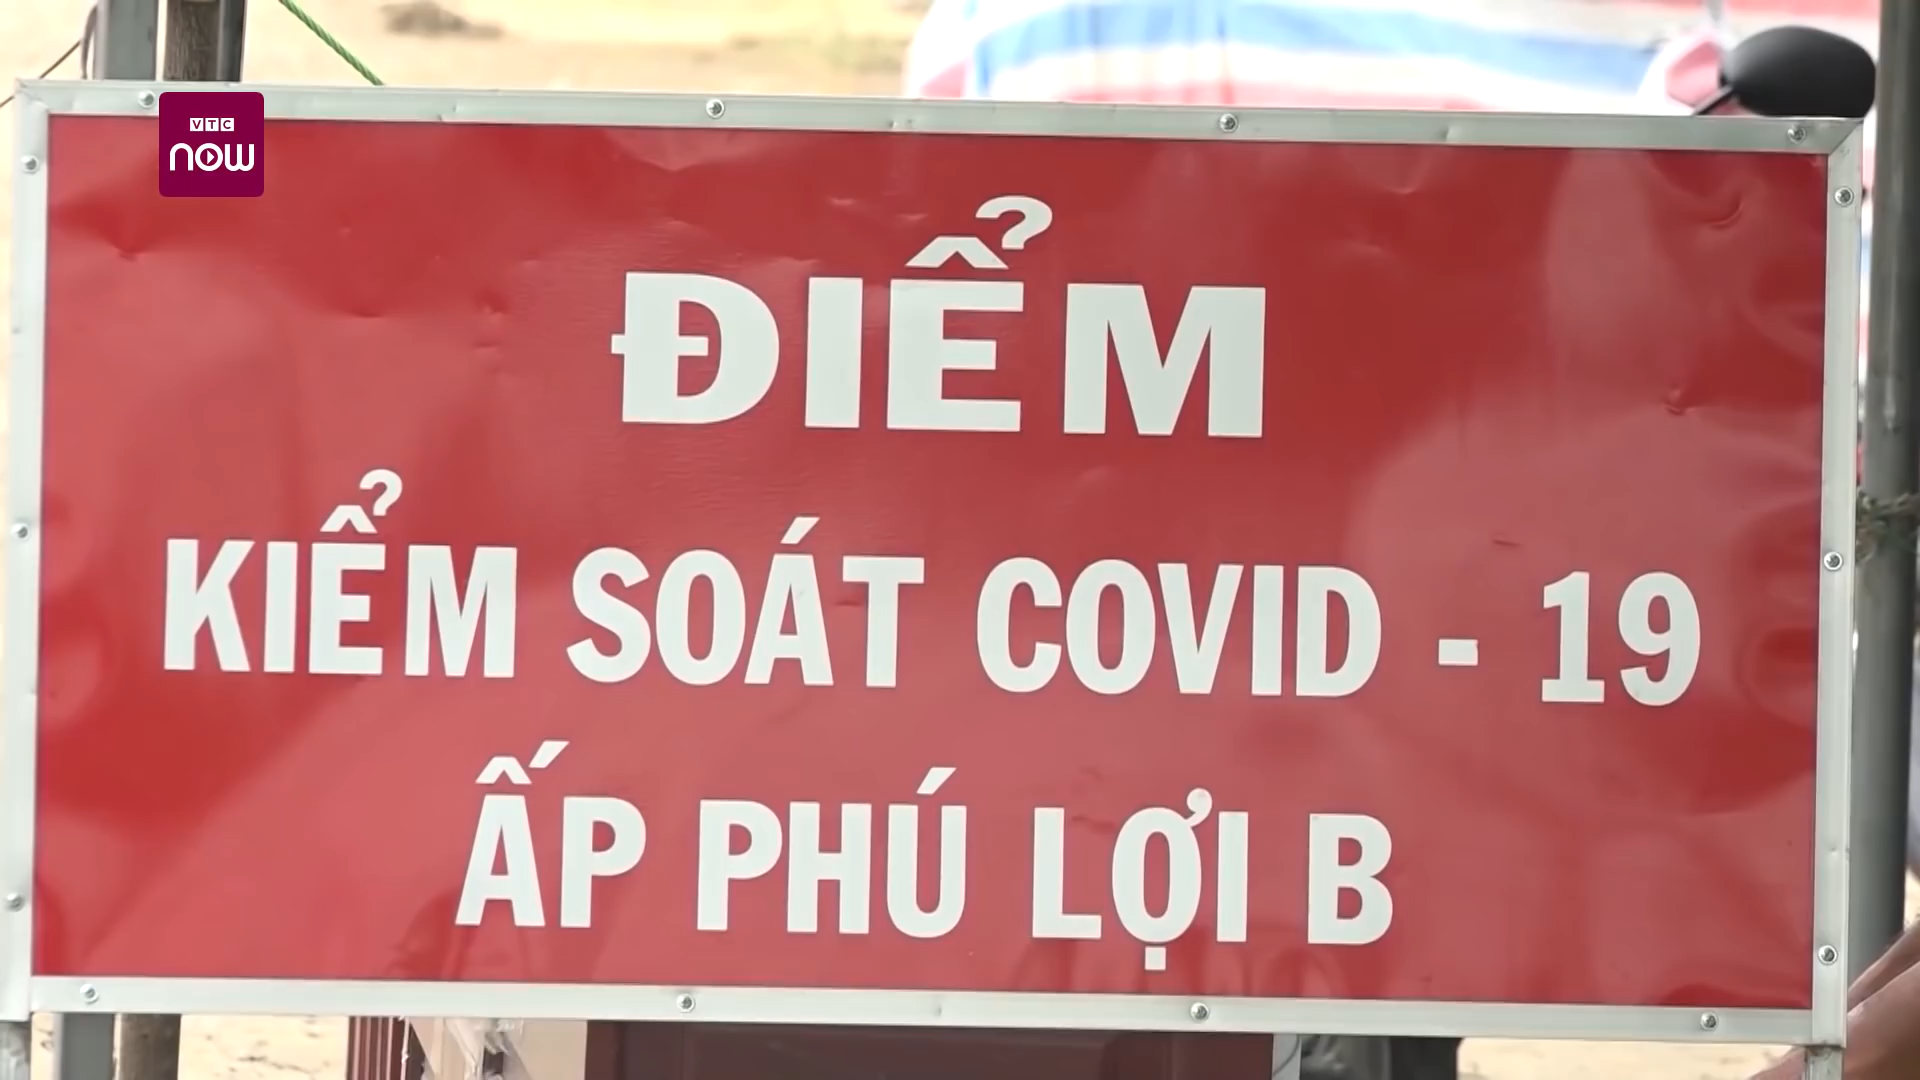 VTC
now
ĐIỂM
KIỂM SOÁT COVID - 19
ẤP PHÚ LỢI B